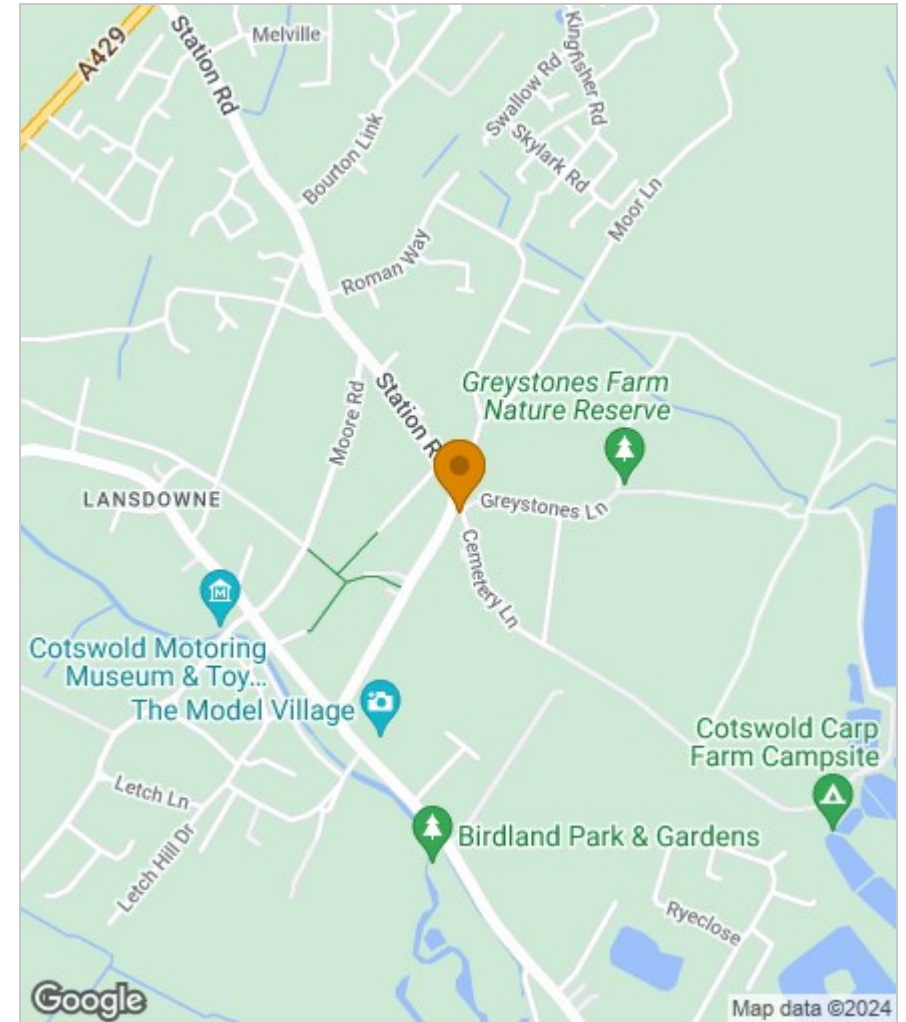 A429
Station Rd
Melville
Bourton Link
Kingfisher Rd
Swallow Rd
Skylark Rd
Moor Ln
Roman Way
Moore Rd
Station R
Greystones Farm
Nature Reserve
LANSDOWNE
Greystones Ln
Cemetery Ln
M
Cotswold Motoring
Museum & Toy...
The Model Village
Cotswold Carp
Farm Campsite
Letch Ln
Letch Hill Dr
Birdland Park & Gardens
Ryeclose
Google
Map data ©2024